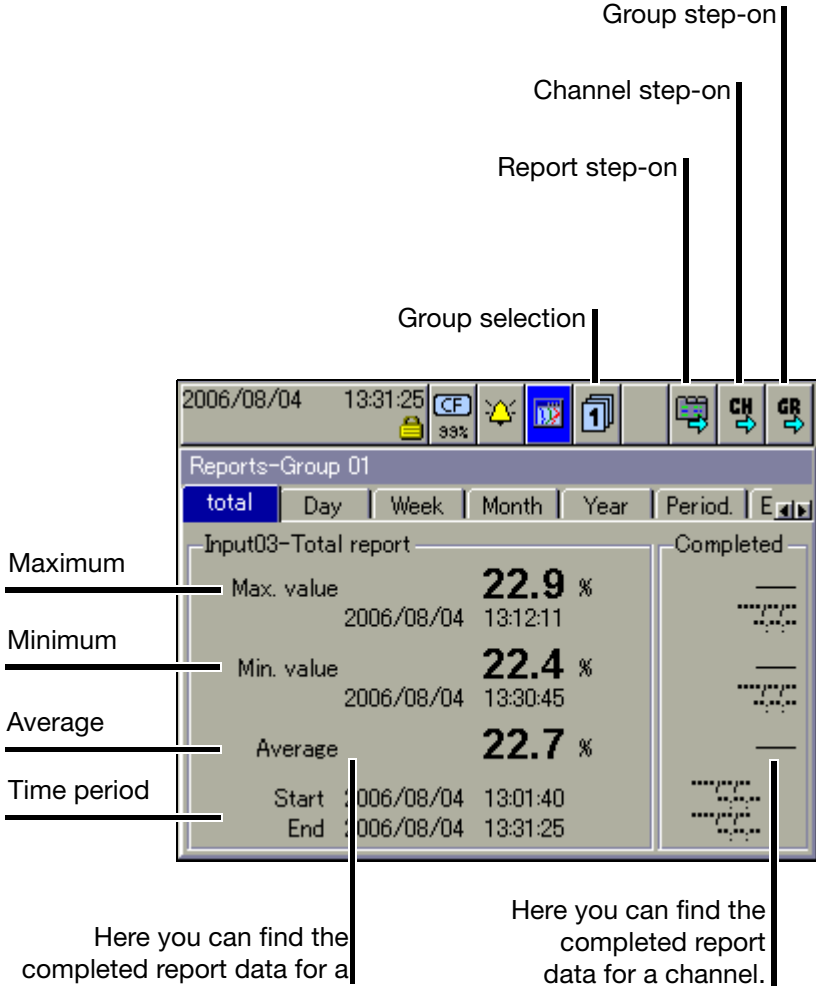 Group step-on
Channel step-on
Report step-on
Group selection
2006/08/04 13:31:25 CF 99% 1 CH GR
Reports-Group 01
total Day Week Month Year Period. E
Input03-Total report Completed
Maximum
Max. value 22.9 %
2006/08/04 13:12:11
Minimum
Min. value 22.4 %
2006/08/04 13:30:45
Average
Average 22.7 %
Time period
Start 2006/08/04 13:01:40
End 2006/08/04 13:31:25
Here you can find the
completed report data for a
Here you can find the
completed report
data for a channel.